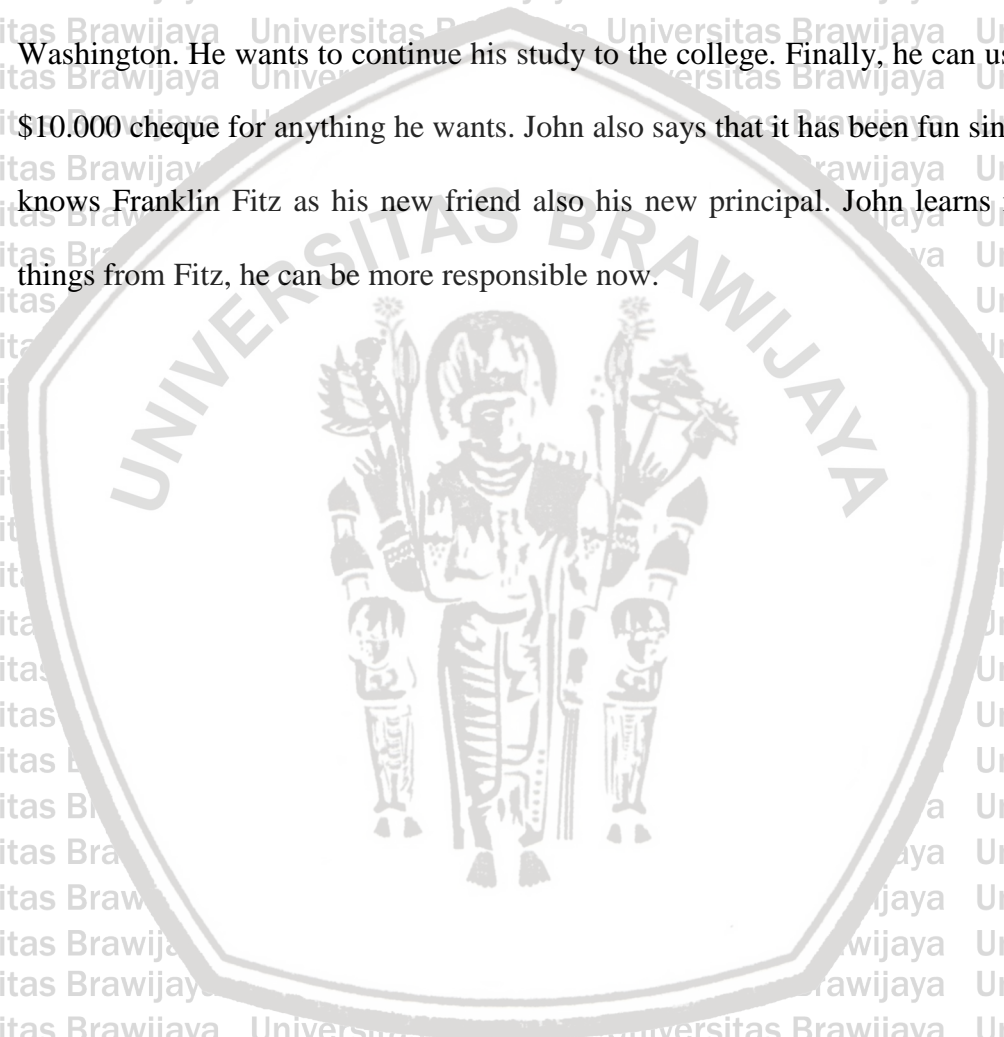 Washington. He wants to continue his study to the college. Finally, he can
$10.000 cheque for anything he wants. John also says that it has been fun
knows Franklin Fitz as his new friend also his new principal. John learns
things from Fitz, he can be more responsible now.
UNIVERSITAS BRAWIJAYA